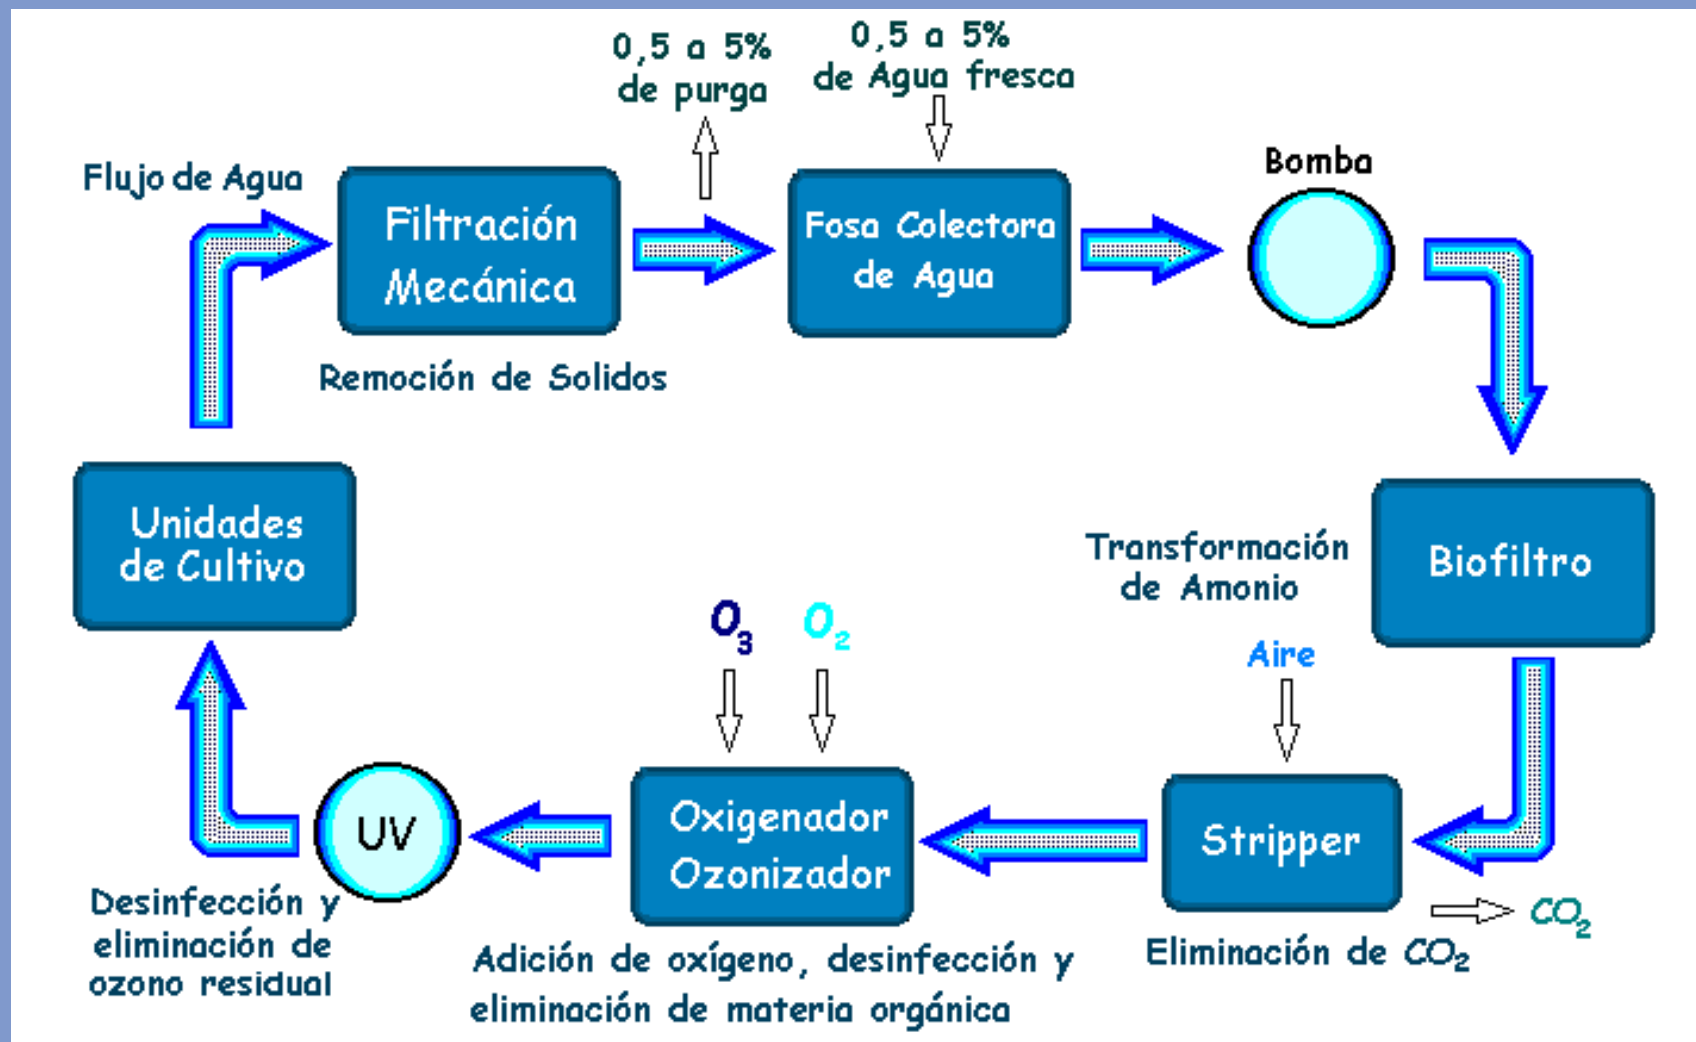 0,5 a 5%
de purga
0,5 a 5%
de Agua fresca
Flujo de Agua
Filtración
Mecánica
Remoción de Solidos
Fosa Colectora
de Agua
Bomba
Unidades
de Cultivo
Transformación
de Amonio
Biofiltro
O3
O2
Aire
UV
Oxigenador
Ozonizador
Stripper
CO2
Desinfección y
eliminación de
ozono residual
Adición de oxígeno, desinfección y
eliminación de materia orgánica
Eliminación de CO2